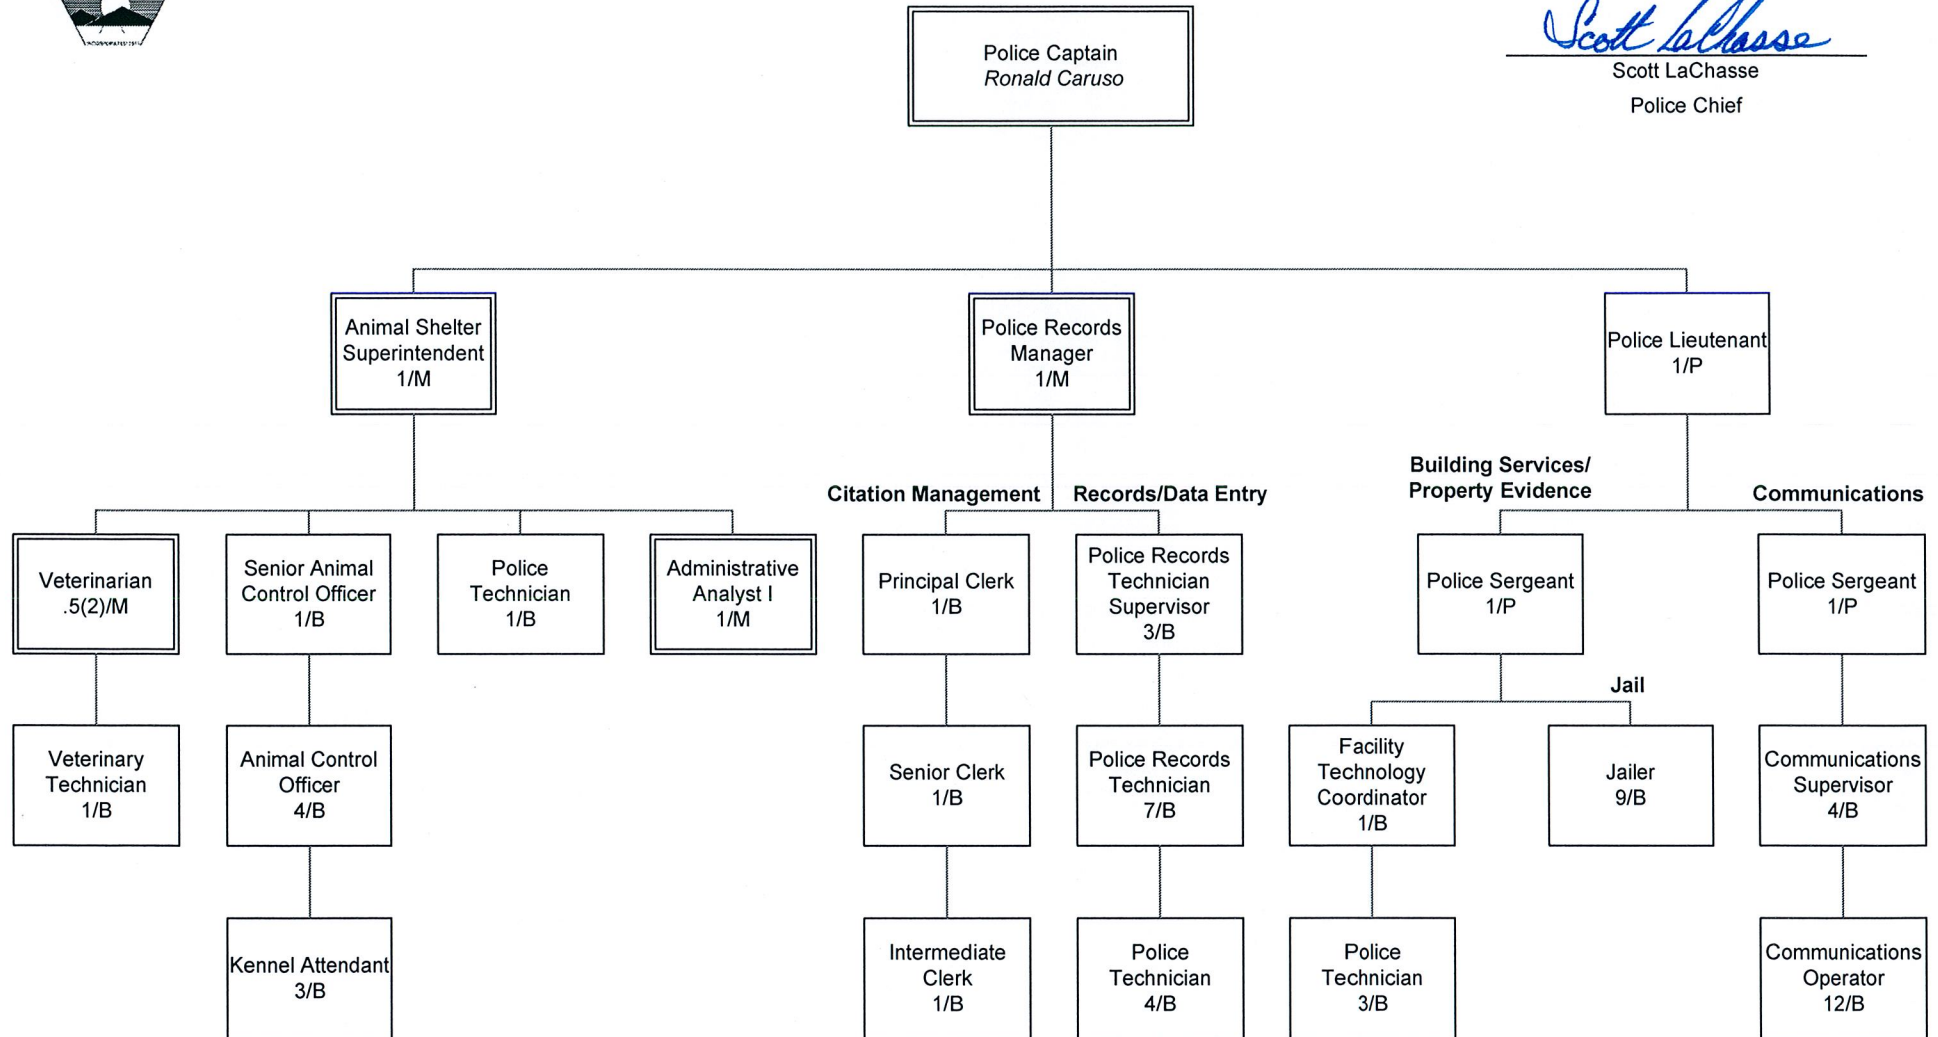 Scott LaChasse
Scott LaChasse
Police Chief
Police Captain
Ronald Caruso
Animal Shelter
Superintendent
1/M
Police Records
Manager
1/M
Police Lieutenant
1/P
Citation Management
Records/Data Entry
Building Services/
Property Evidence
Communications
Veterinarian
.5(2)/M
Senior Animal
Control Officer
1/B
Police
Technician
1/B
Administrative
Analyst I
1/M
Principal Clerk
1/B
Police Records
Technician
Supervisor
3/B
Police Sergeant
1/P
Police Sergeant
1/P
Jail
Veterinary
Technician
1/B
Animal Control
Officer
4/B
Senior Clerk
1/B
Police Records
Technician
7/B
Facility
Technology
Coordinator
1/B
Jailer
9/B
Communications
Supervisor
4/B
Kennel Attendant
3/B
Intermediate
Clerk
1/B
Police
Technician
4/B
Police
Technician
3/B
Communications
Operator
12/B